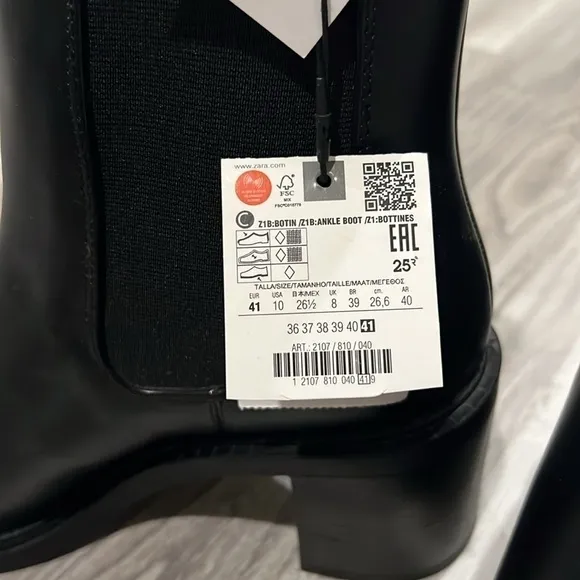 www.zara.com
FSC
MIX
C
Z1B:BOTIN /Z1B:ANKLE BOOT /Z1:BOTTINES
EAC
TALLA/SIZE/TAMANHO/TAILLE/MAAT/ΜΕΓΕΘΟΣ
EUR USA 日本/MEX UK BR cm. AR
41 10 26½ 8 39 26,6 40
36 37 38 39 40 41
ART.: 2107 / 810 / 040
1 2107 810 040 41 9